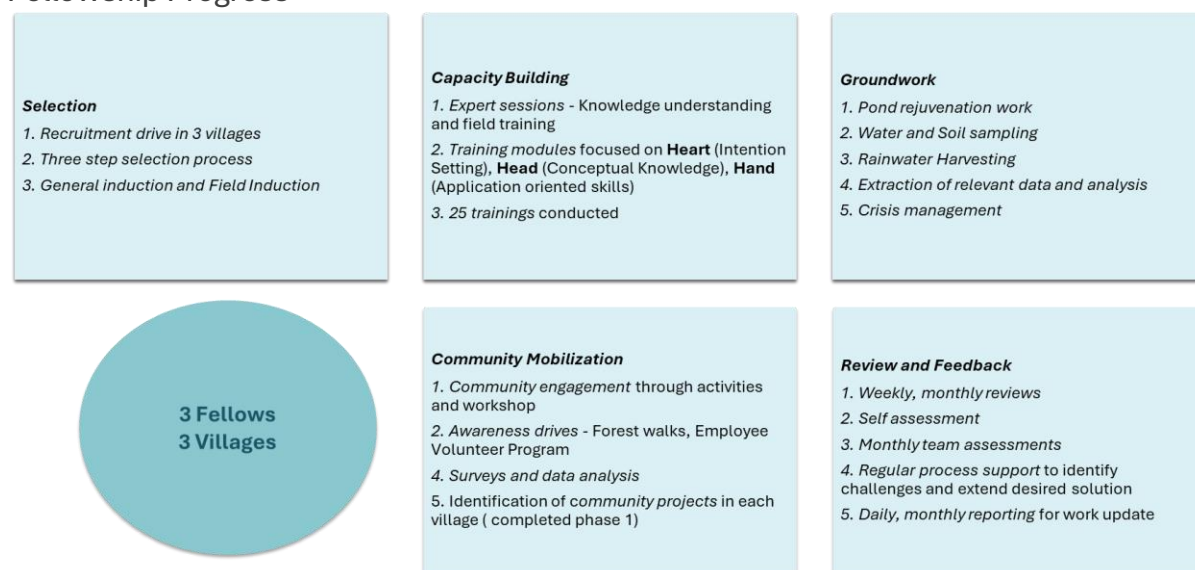 Fellowship Progress
Selection
1. Recruitment drive in 3 villages
2. Three step selection process
3. General induction and Field Induction
Capacity Building
1. Expert sessions - Knowledge understanding
and field training
2. Training modules focused on Heart (Intention
Setting), Head (Conceptual Knowledge), Hand
(Application oriented skills)
3. 25 trainings conducted
Groundwork
1. Pond rejuvenation work
2. Water and Soil sampling
3. Rainwater Harvesting
4. Extraction of relevant data and analysis
5. Crisis management
3 Fellows
3 Villages
Community Mobilization
1. Community engagement through activities
and workshop
2. Awareness drives - Forest walks, Employee
Volunteer Program
4. Surveys and data analysis
5. Identification of community projects in each
village ( completed phase 1)
Review and Feedback
1. Weekly, monthly reviews
2. Self assessment
3. Monthly team assessments
4. Regular process support to identify
challenges and extend desired solution
5. Daily, monthly reporting for work update